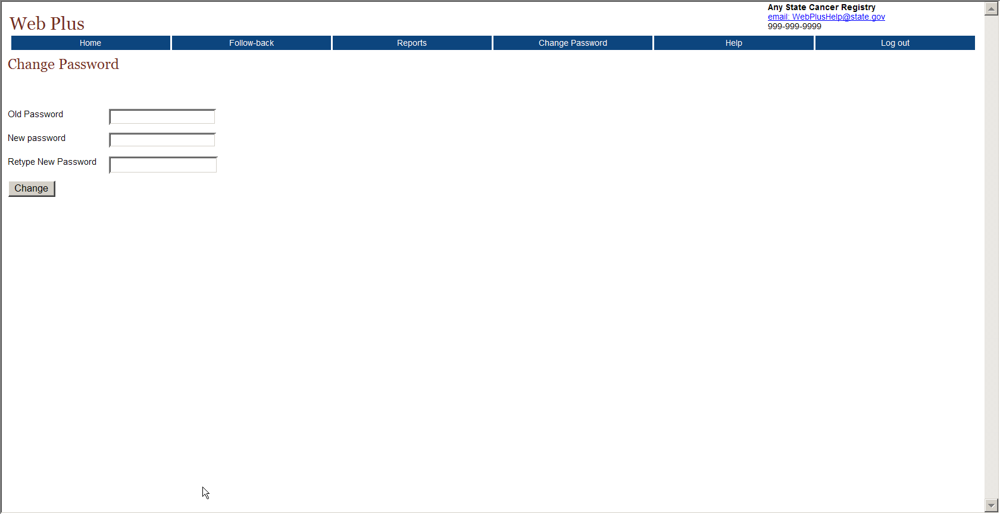 Any State Cancer Registry
email: WebPlusHelp@state.gov
999-999-9999
Web Plus
Home Follow-back Reports Change Password Help Log out
Change Password
Old Password
New password
Retype New Password
Change